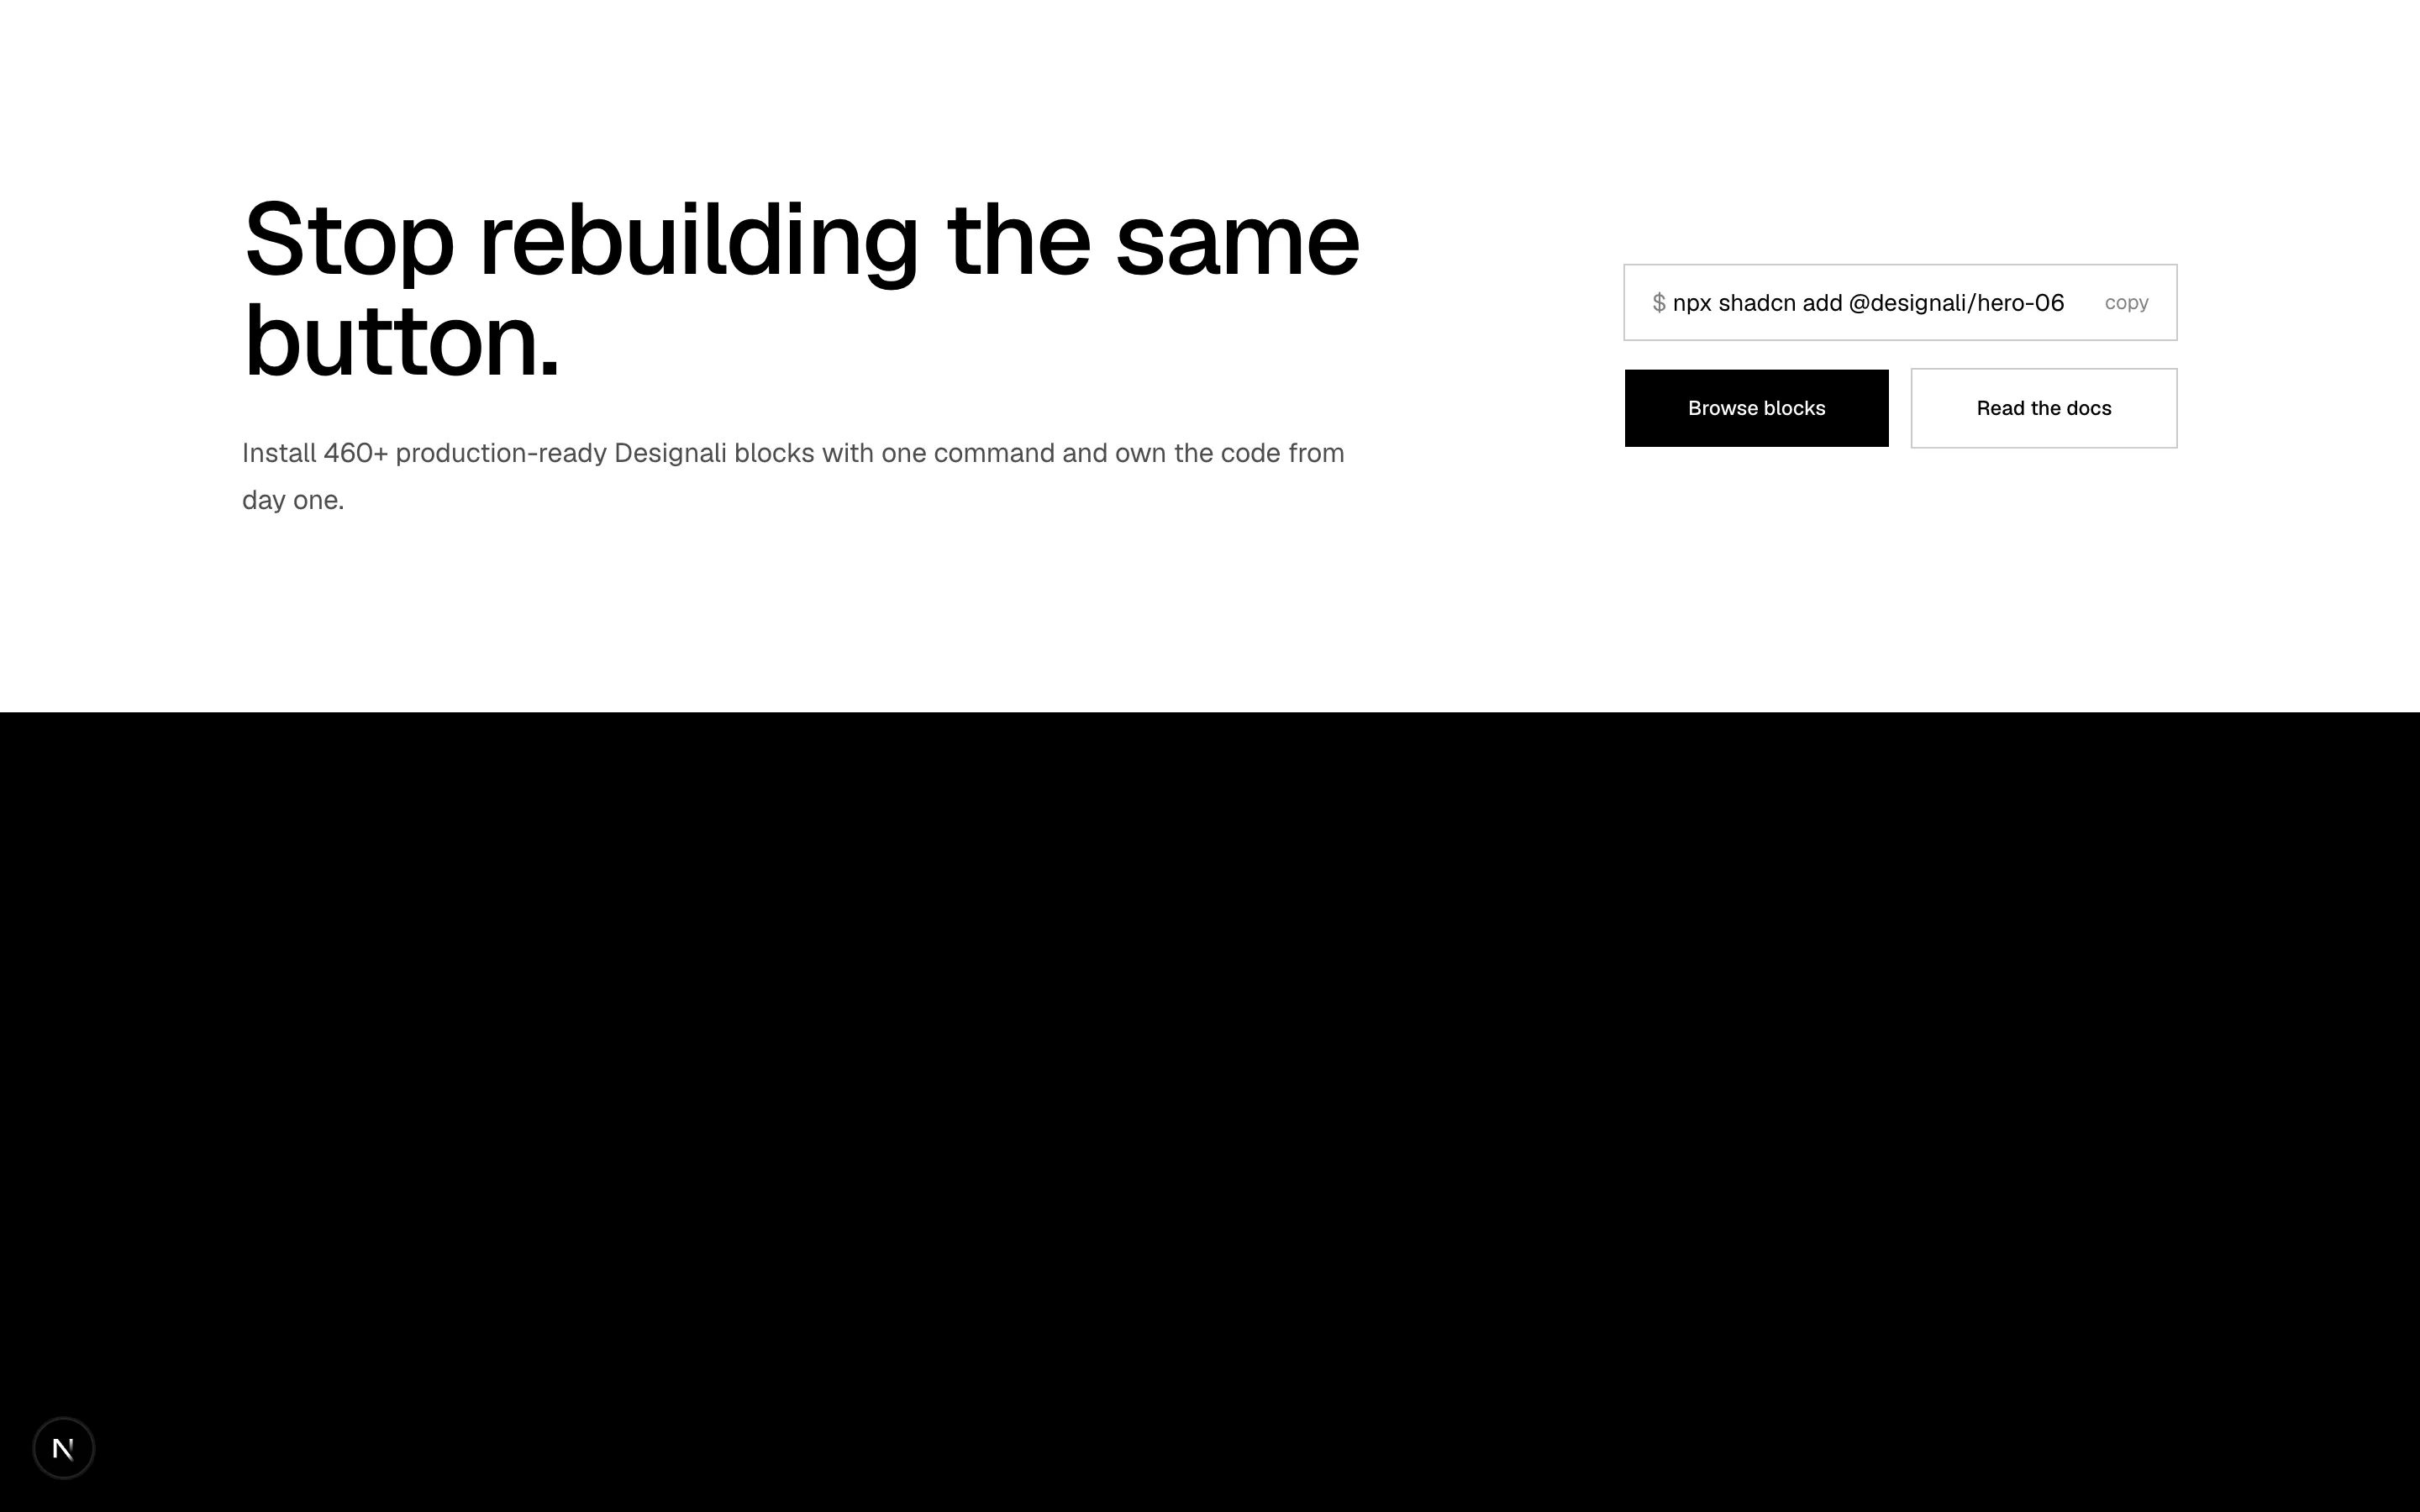 Stop rebuilding the same
button.
Install 460+ production-ready Designali blocks with one command and own the code from
day one.
$ npx shadcn add @designali/hero-06 copy
Browse blocks Read the docs
N